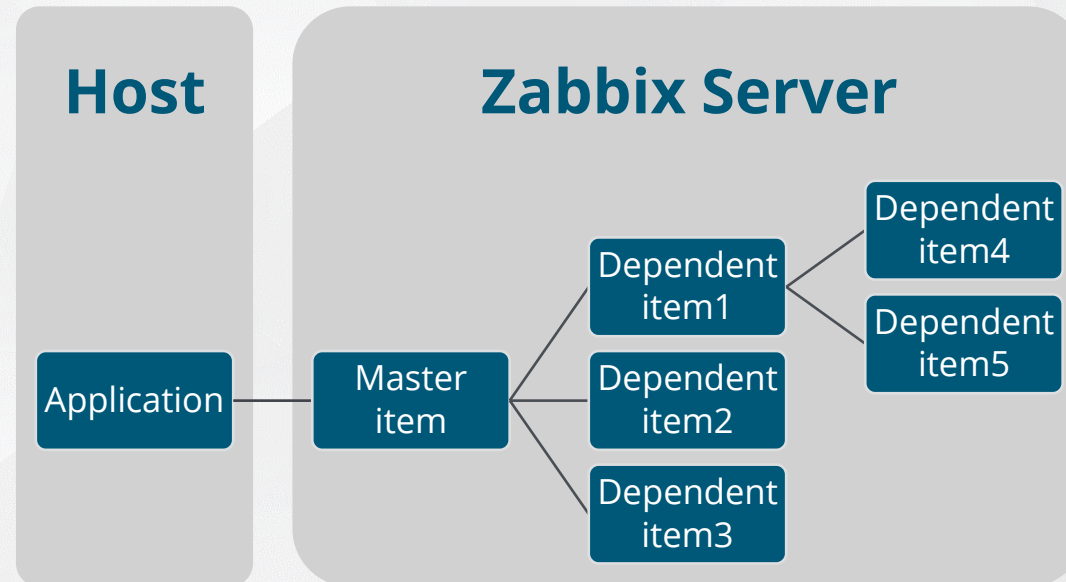 Host
Zabbix Server
Application
Master
item
Dependent
item1
Dependent
item2
Dependent
item3
Dependent
item4
Dependent
item5